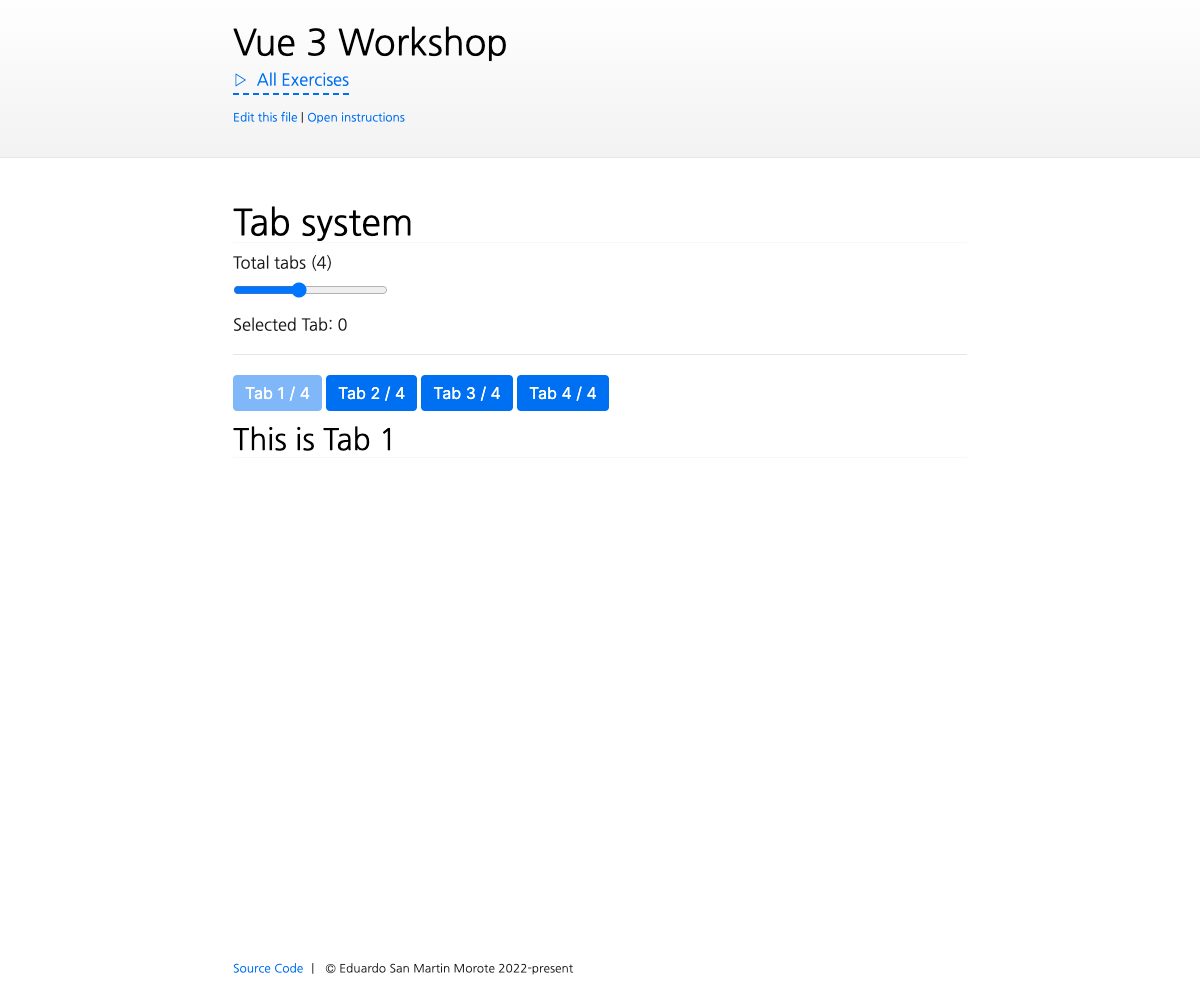 Vue 3 Workshop
▷ All Exercises
Edit this file | Open instructions
Tab system
Total tabs (4)
Selected Tab: 0
Tab 1 / 4 Tab 2 / 4 Tab 3 / 4 Tab 4 / 4
This is Tab 1
Source Code | © Eduardo San Martin Morote 2022-present